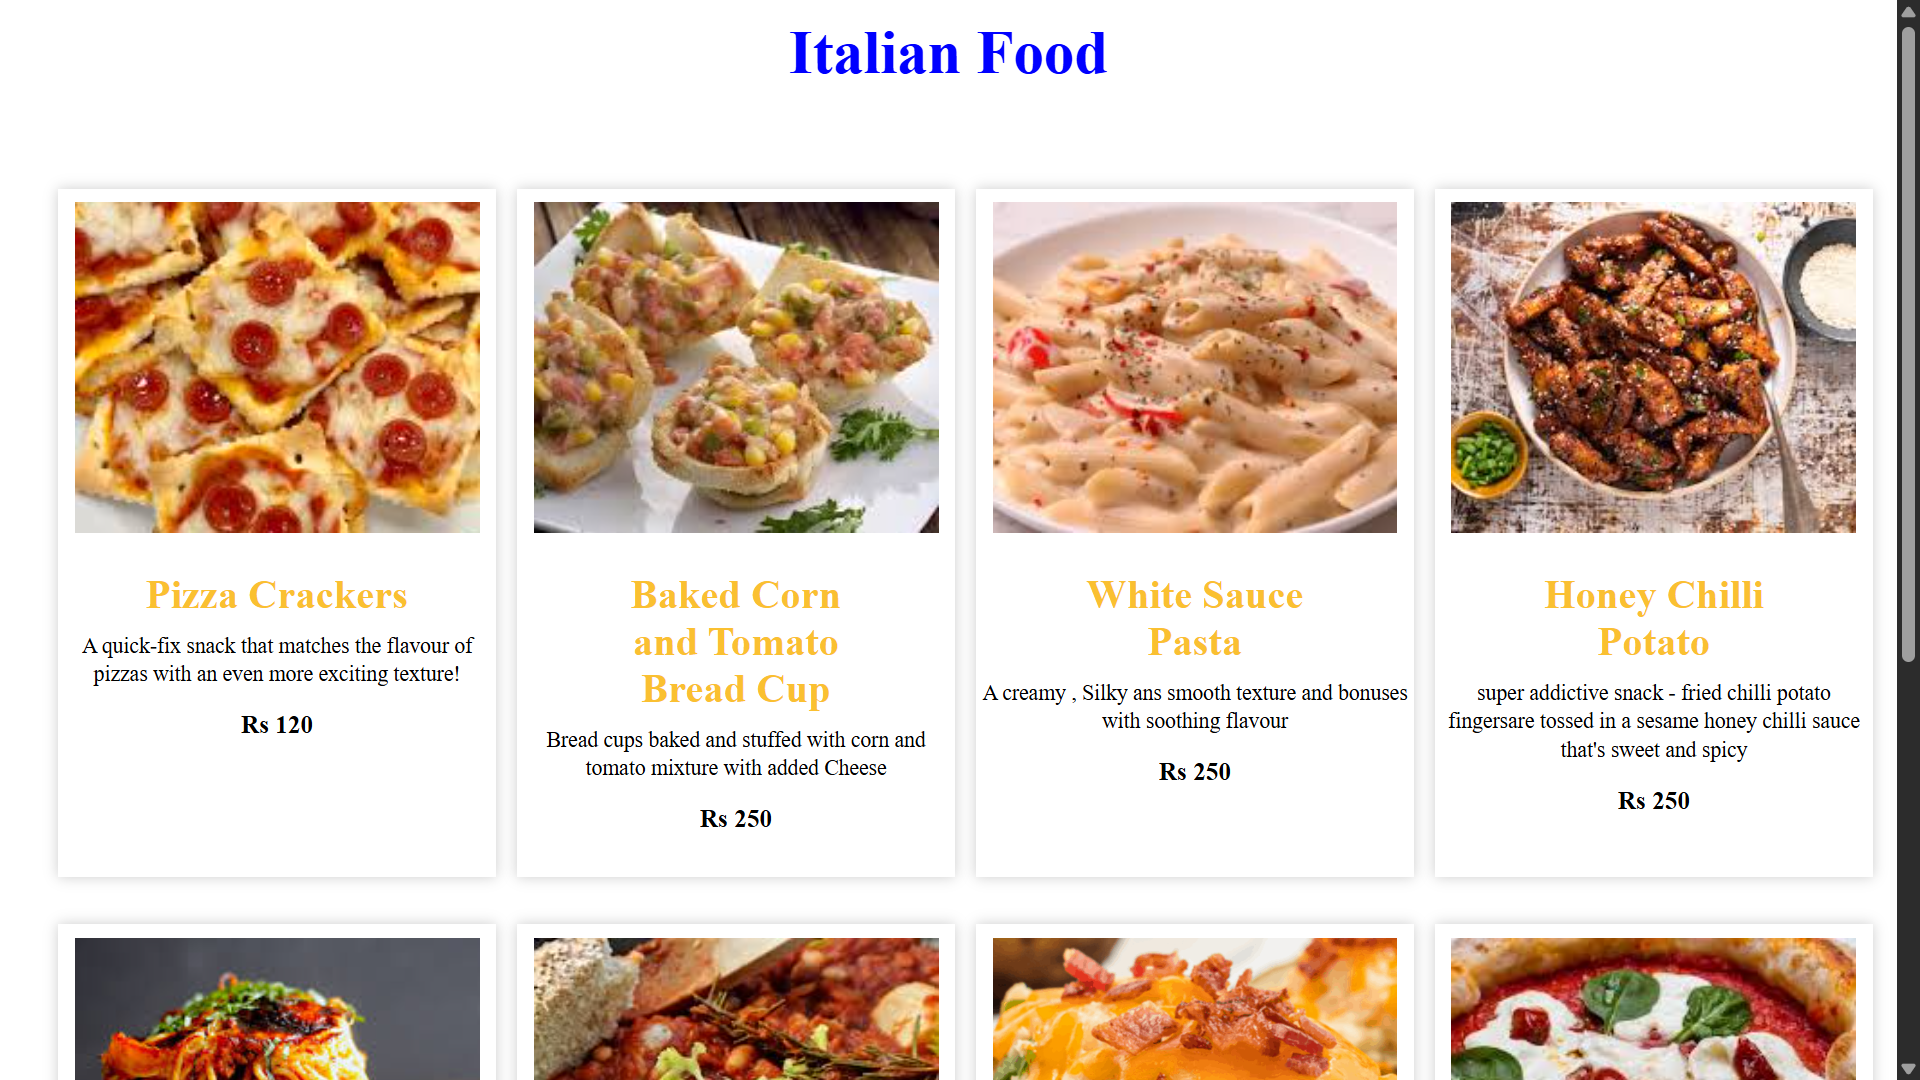 Italian Food
Pizza Crackers
A quick-fix snack that matches the flavour of
pizzas with an even more exciting texture!
Rs 120
Baked Corn
and Tomato
Bread Cup
Bread cups baked and stuffed with corn and
tomato mixture with added Cheese
Rs 250
White Sauce
Pasta
A creamy , Silky ans smooth texture and bonuses
with soothing flavour
Rs 250
Honey Chilli
Potato
super addictive snack - fried chilli potato
fingersare tossed in a sesame honey chilli sauce
that's sweet and spicy
Rs 250